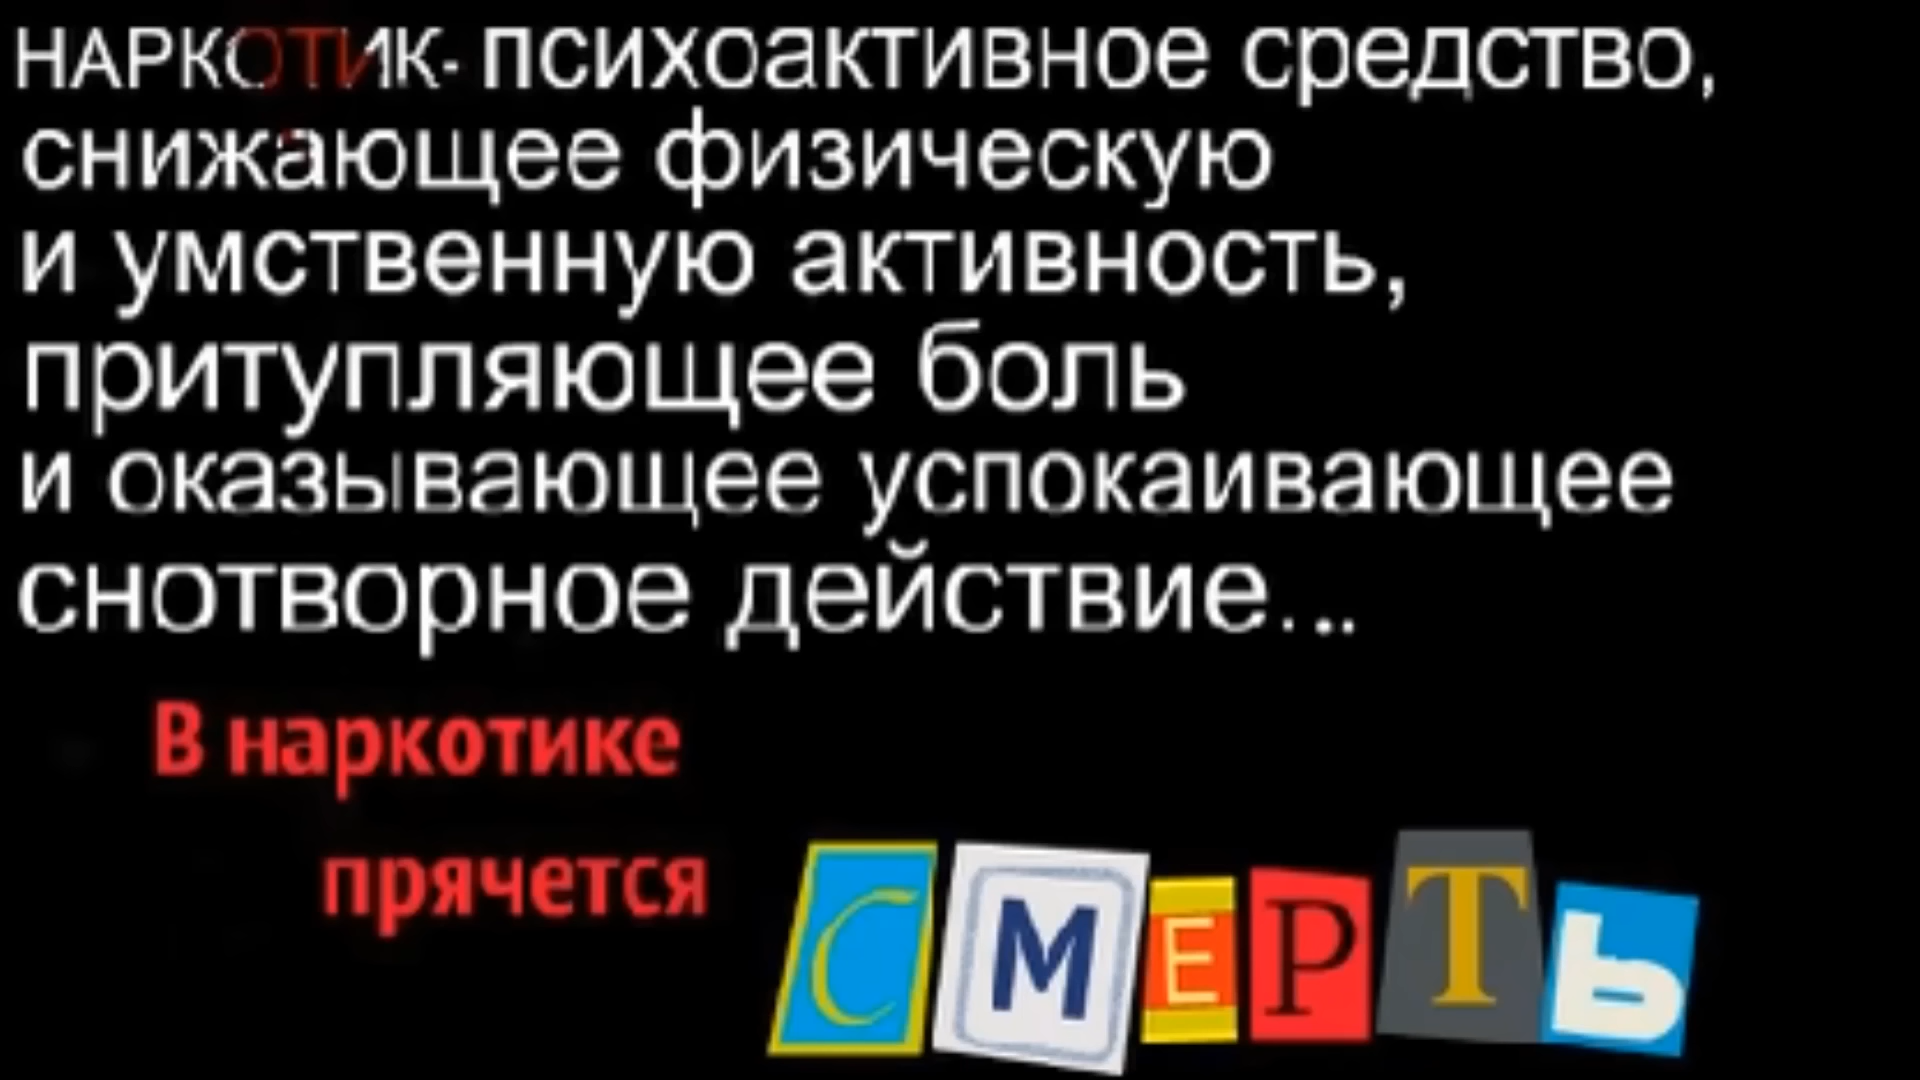 НАРКОТИК- психоактивное средство,
снижающее физическую
и умственную активность,
притупляющее боль
и оказывающее успокаивающее
снотворное действие...
В наркотике
прячется СМЕРТЬ